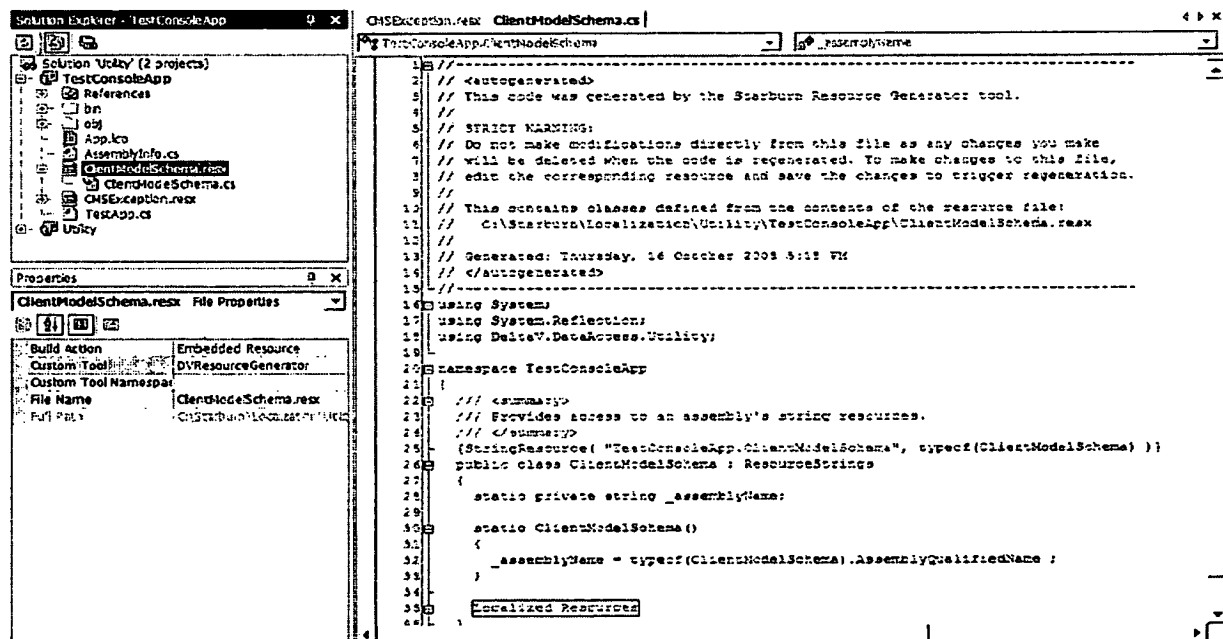 Solution Explorer - TestConsoleApp
Solution 'Utility' (2 projects)
TestConsoleApp
References
bin
obj
App.ico
AssemblyInfo.cs
ClientModelSchema.resx
ClientModelSchema.cs
CMSException.resx
TestApp.cs
Utility
Properties
ClientModelSchema.resx File Properties
Build Action Embedded Resource
Custom Tool DVResourceGenerator
Custom Tool Namespac
File Name ClientModelSchema.resx
Full Path
CMSException.resx ClientModelSchema.cs
TestConsoleApp.ClientModelSchema _assemblyName
1 //--------------------------------------------------------------------------
2 // <autogenerated>
3 // This code was generated by the Starburn Resource Generator tool.
4 //
5 // STRICT WARNING:
6 // Do not make modifications directly from this file as any changes you make
7 // will be deleted when the code is regenerated. To make changes to this file,
8 // edit the corresponding resource and save the changes to trigger regeneration.
9 //
10 // This contains classes defined from the contents of the resource file:
11 // C:\Starburn\Localization\Utility\TestConsoleApp\ClientModelSchema.resx
12 //
13 // Generated: Thursday, 16 October
14 // </autogenerated>
15 //--------------------------------------------------------------------------
16 using System;
17 using System.Reflection;
18 using DeltaV.DataAccess.Utility;
19
20 namespace TestConsoleApp
21 {
22 /// <summary>
23 /// Provides access to an assembly's string resources.
24 /// </summary>
25 [StringResource( "TestConsoleApp.ClientModelSchema", typeof(ClientModelSchema) )]
26 public class ClientModelSchema : ResourceStrings
27 {
28 static private string _assemblyName;
29
30 static ClientModelSchema()
31 {
32 _assemblyName = typeof(ClientModelSchema).AssemblyQualifiedName ;
33 }
34
35 Localized Resources
}